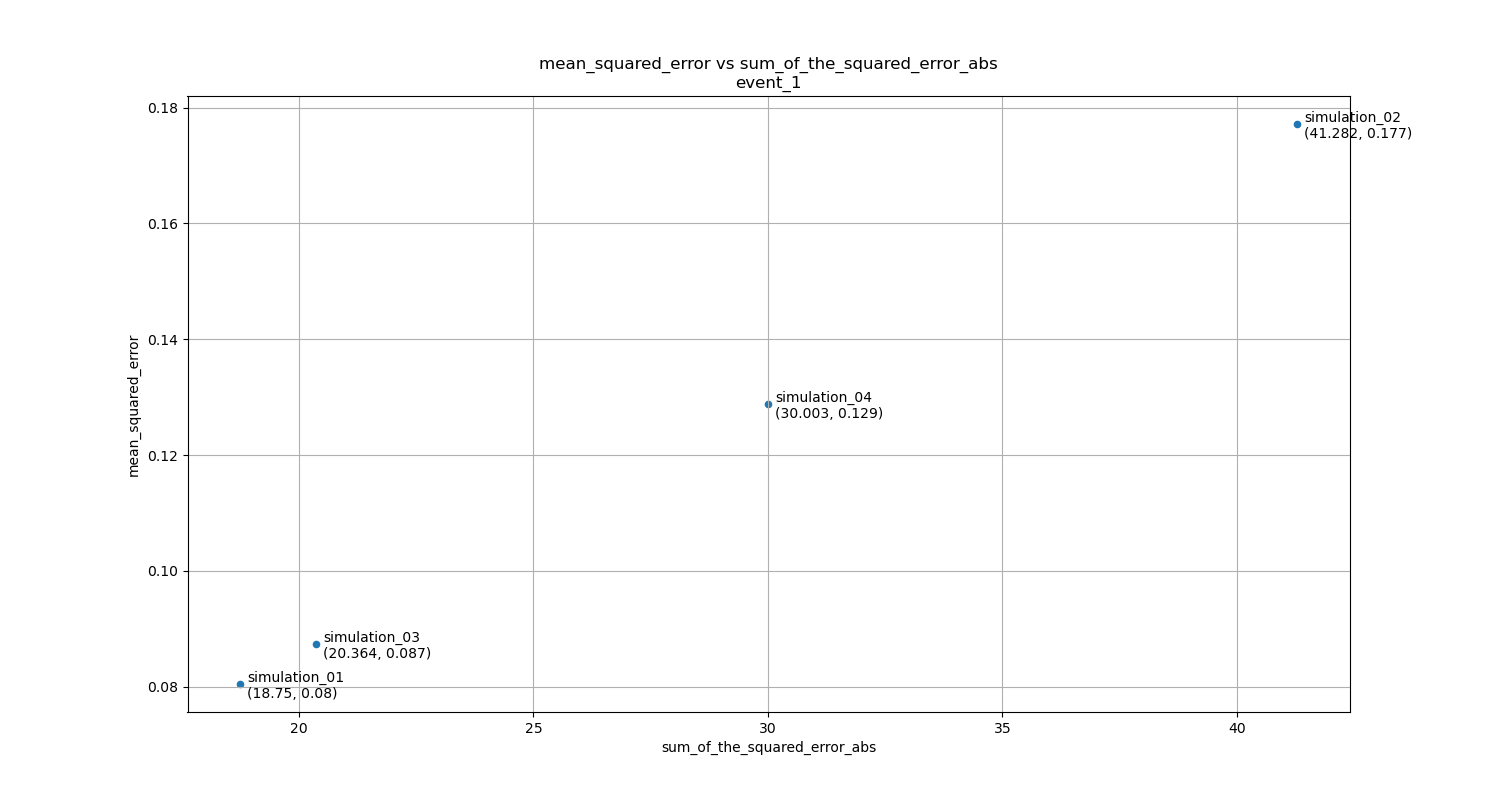 mean_squared_error vs sum_of_the_squared_error_abs
event_1
0.18
0.16
0.14
0.12
0.10
0.08
mean_squared_error
simulation_02
(41.282, 0.177)
simulation_04
(30.003, 0.129)
simulation_03
(20.364, 0.087)
simulation_01
(18.75, 0.08)
20 25 30 35 40
sum_of_the_squared_error_abs